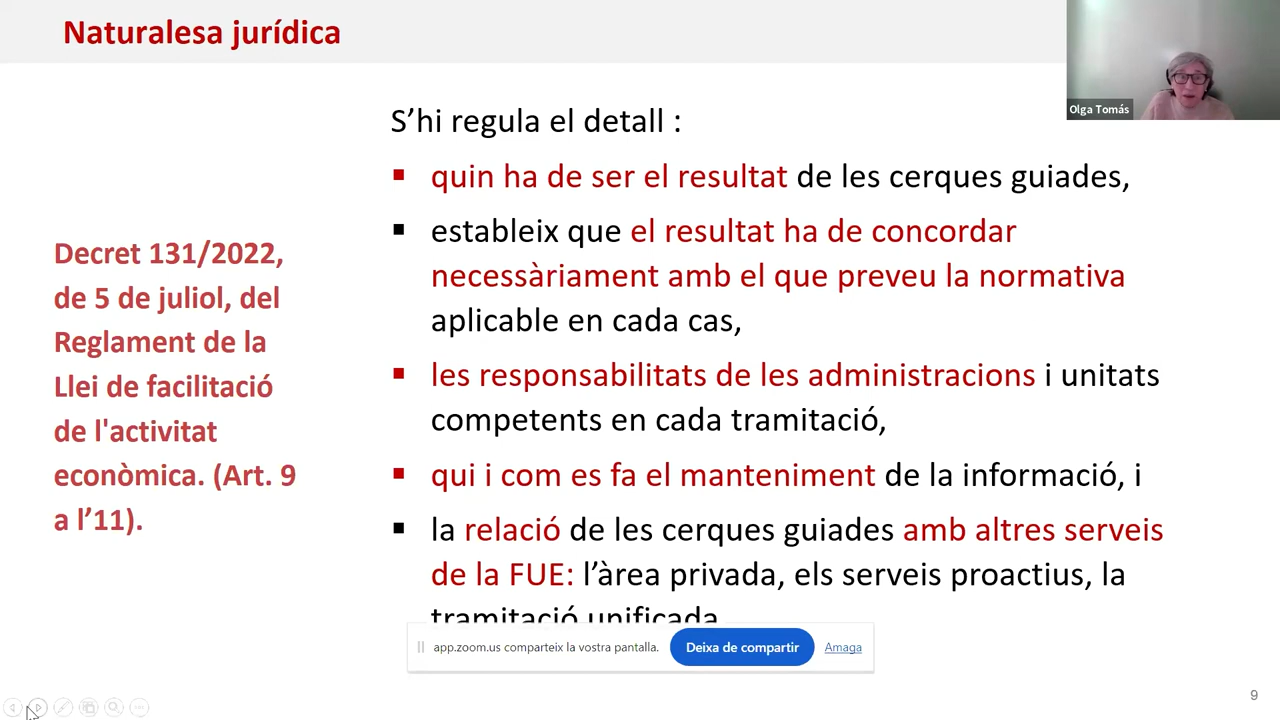 Naturalesa jurídica
Olga Tomás
S’hi regula el detall :
quin ha de ser el resultat de les cerques guiades,
estableix que el resultat ha de concordar
necessàriament amb el que preveu la normativa
aplicable en cada cas,
les responsabilitats de les administracions i unitats
competents en cada tramitació,
qui i com es fa el manteniment de la informació, i
la relació de les cerques guiades amb altres serveis
de la FUE: l’àrea privada, els serveis proactius, la
tramitació unificada
Decret 131/2022,
de 5 de juliol, del
Reglament de la
Llei de facilitació
de l'activitat
econòmica. (Art. 9
a l’11).
app.zoom.us comparteix la vostra pantalla.
Deixa de compartir
Amaga
9